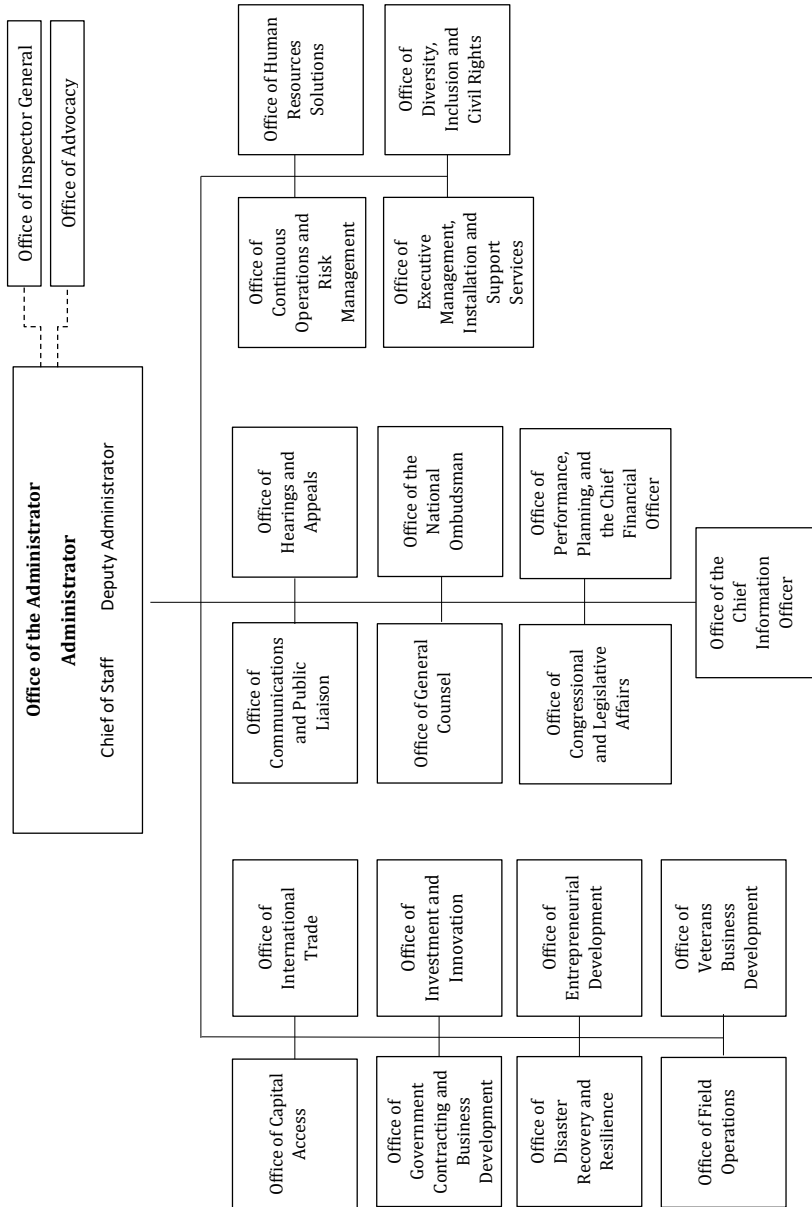 Office of the Administrator
Administrator
Chief of Staff Deputy Administrator
Office of Inspector General
Office of Advocacy
Office of Capital
Access
Office of
International
Trade
Office of
Government
Contracting and
Business
Development
Office of
Investment and
Innovation
Office of
Disaster
Recovery and
Resilience
Office of
Entrepreneurial
Development
Office of Field
Operations
Office of
Veterans
Business
Development
Office of
Communications
and Public
Liaison
Office of
Hearings and
Appeals
Office of General
Counsel
Office of the
National
Ombudsman
Office of
Congressional
and Legislative
Affairs
Office of
Performance,
Planning, and
the Chief
Financial
Officer
Office of the
Chief
Information
Officer
Office of
Continuous
Operations and
Risk
Management
Office of Human
Resources
Solutions
Office of
Executive
Management,
Installation and
Support
Services
Office of
Diversity,
Inclusion and
Civil Rights